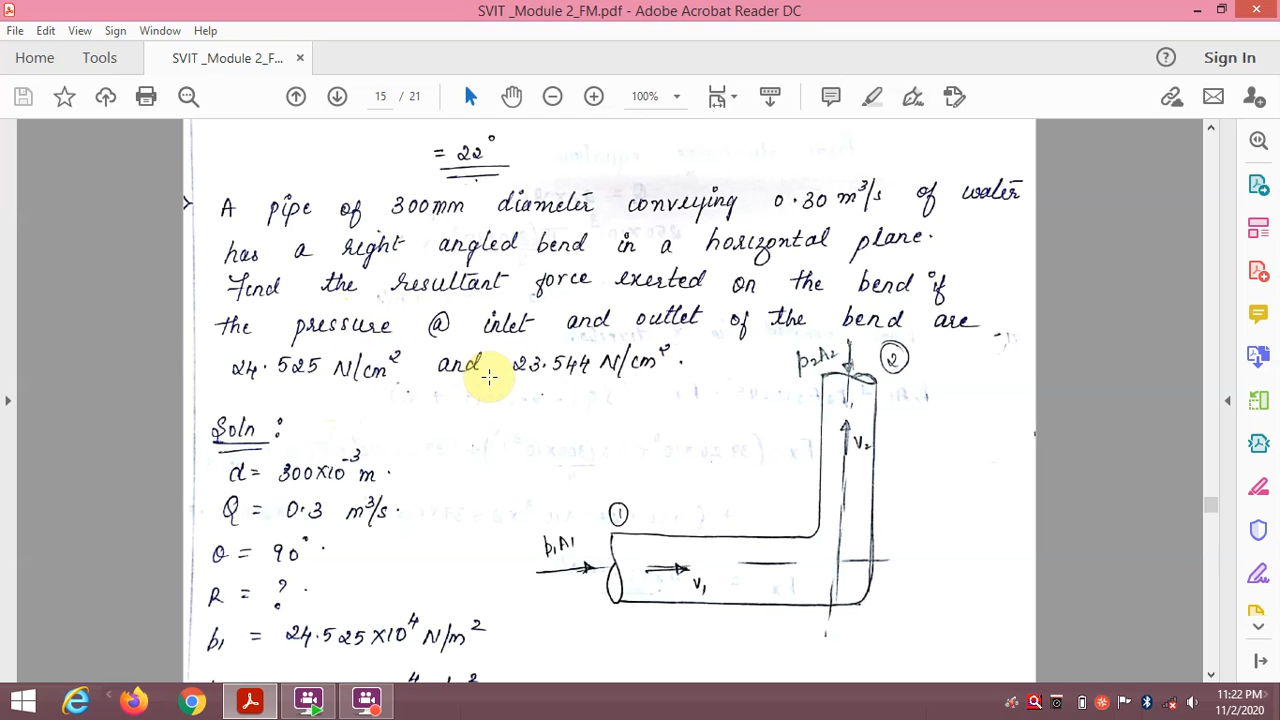 SVIT _Module 2_FM.pdf - Adobe Acrobat Reader DC
File Edit View Sign Window Help
Home Tools SVIT _Module 2_F... × Sign In
15 / 21 100%
= 22°
A pipe of 300mm diameter conveying 0.30 m³/s of water
has a right angled bend in a horizontal plane.
Find the resultant force exerted on the bend if
the pressure @ inlet and outlet of the bend are
24.525 N/cm² and 23.544 N/cm².
p₂A₂ ②
Soln :
V₂
d = 300×10⁻³ m.
Q = 0.3 m³/s.
①
θ = 90°.
p₁A₁
V₁
R = ?
p₁ = 24.525×10⁴ N/m²
11:22 PM
11/2/2020